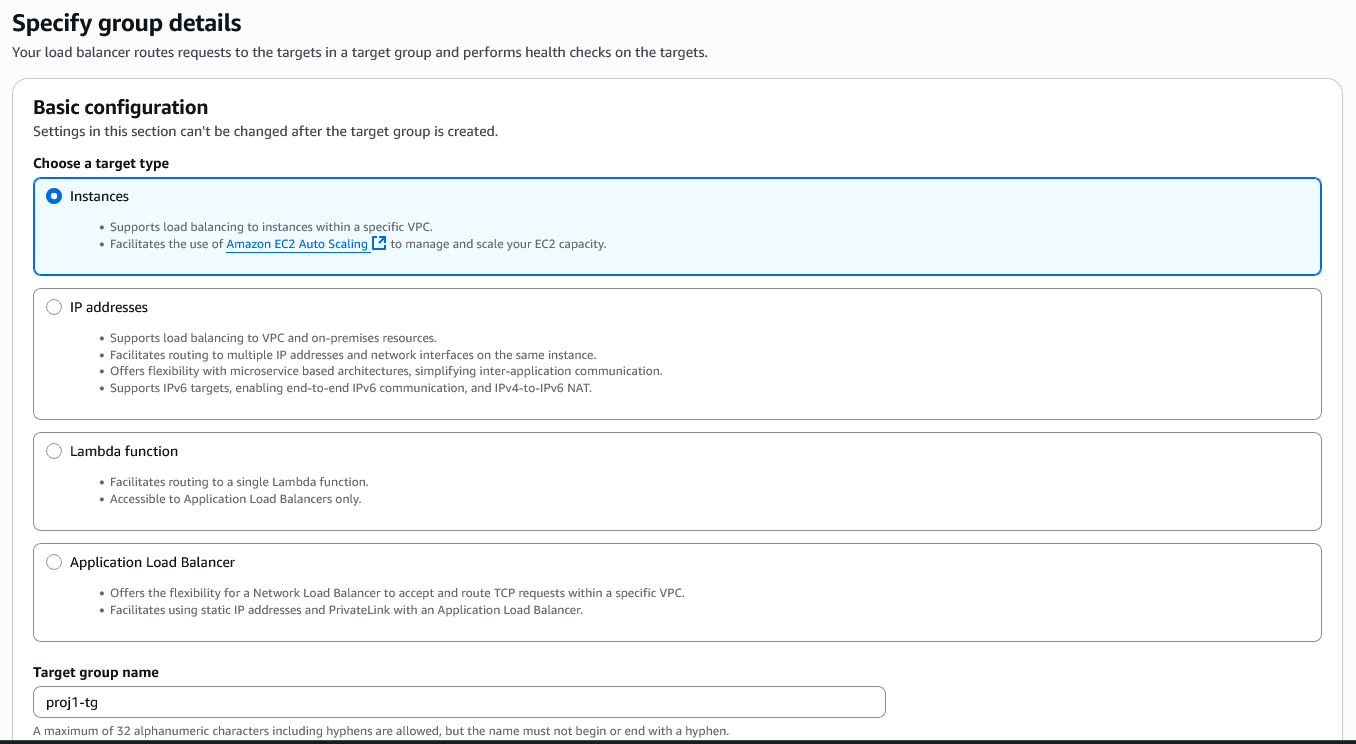 Specify group details
Your load balancer routes requests to the targets in a target group and performs health checks on the targets.
Basic configuration
Settings in this section can't be changed after the target group is created.
Choose a target type
Instances
• Supports load balancing to instances within a specific VPC.
• Facilitates the use of Amazon EC2 Auto Scaling to manage and scale your EC2 capacity.
IP addresses
• Supports load balancing to VPC and on-premises resources.
• Facilitates routing to multiple IP addresses and network interfaces on the same instance.
• Offers flexibility with microservice based architectures, simplifying inter-application communication.
• Supports IPv6 targets, enabling end-to-end IPv6 communication, and IPv4-to-IPv6 NAT.
Lambda function
• Facilitates routing to a single Lambda function.
• Accessible to Application Load Balancers only.
Application Load Balancer
• Offers the flexibility for a Network Load Balancer to accept and route TCP requests within a specific VPC.
• Facilitates using static IP addresses and PrivateLink with an Application Load Balancer.
Target group name
proj1-tg
A maximum of 32 alphanumeric characters including hyphens are allowed, but the name must not begin or end with a hyphen.